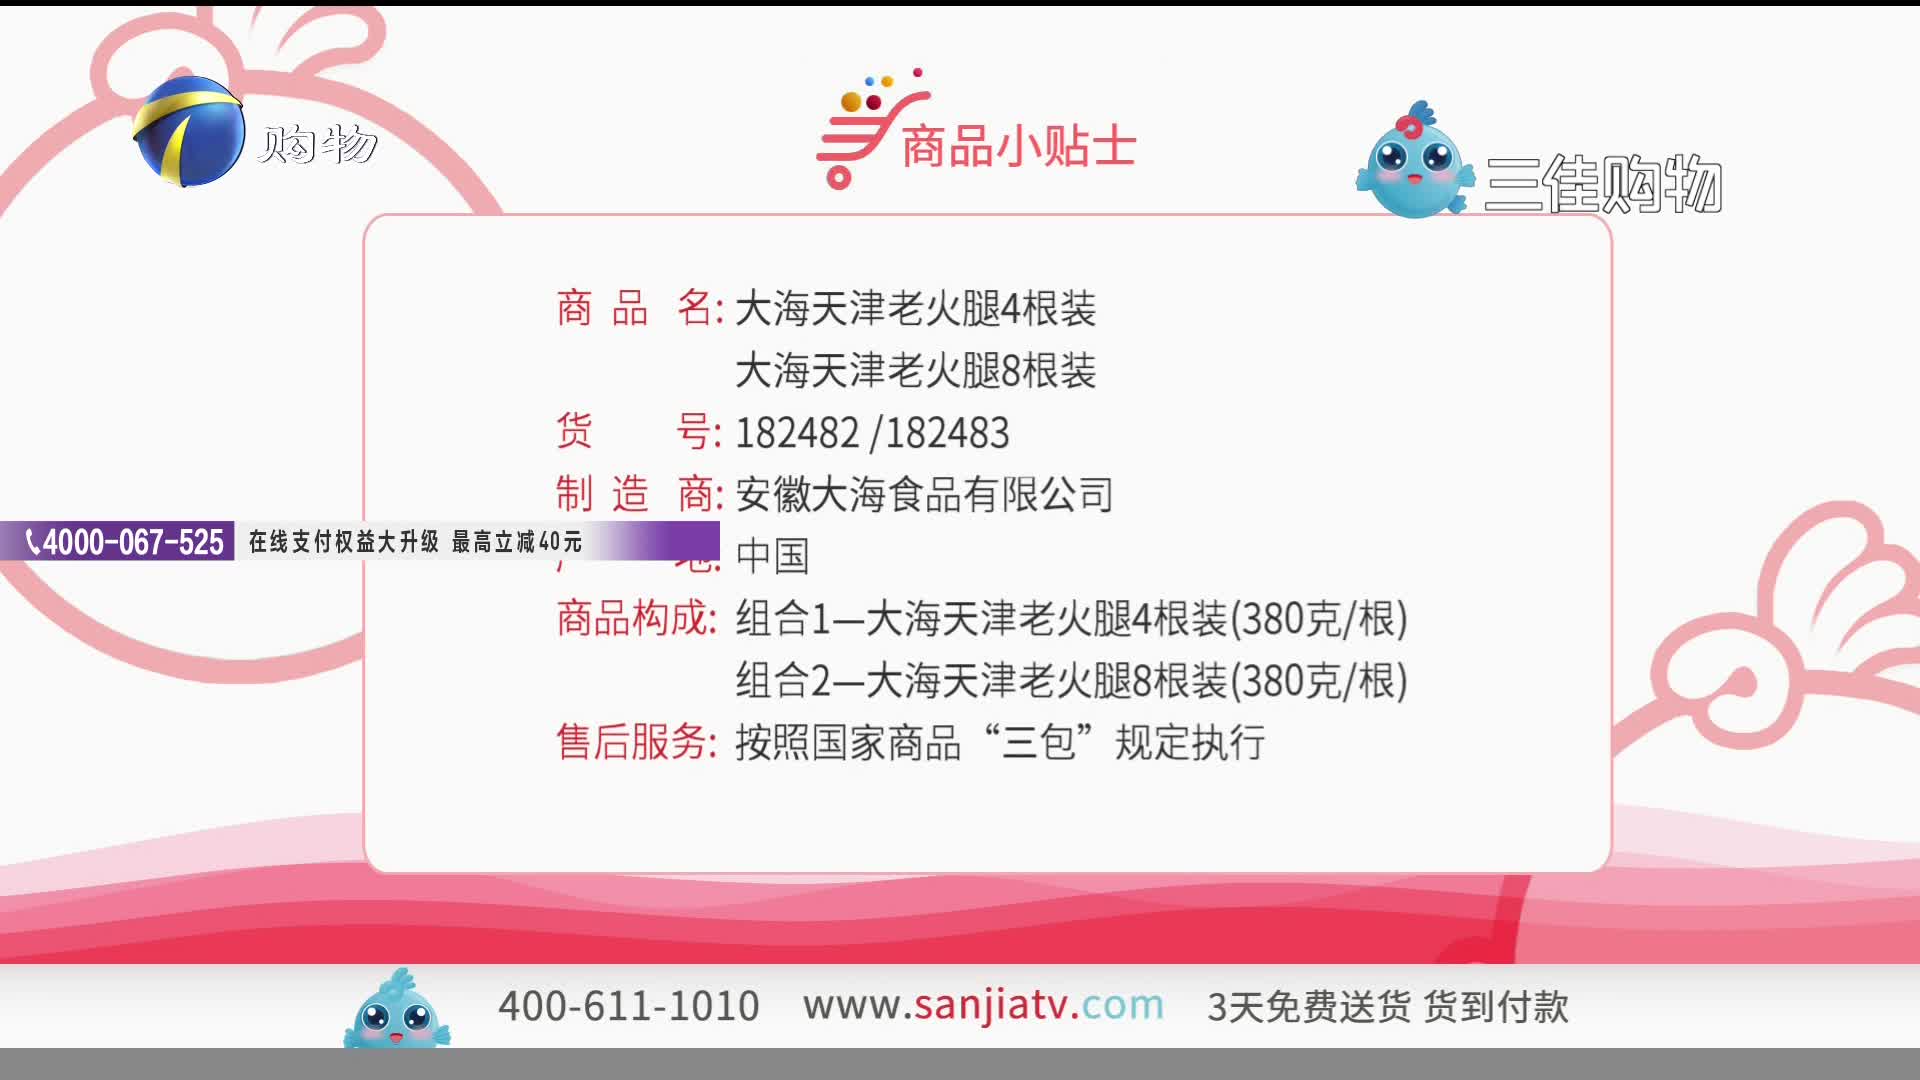 购物
商品小贴士
三佳购物
商品名: 大海天津老火腿4根装
大海天津老火腿8根装
货号: 182482 /182483
制造商: 安徽大海食品有限公司
4000-067-525 在线支付权益大升级 最高立减40元
中国
商品构成: 组合1—大海天津老火腿4根装(380克/根)
组合2—大海天津老火腿8根装(380克/根)
售后服务: 按照国家商品“三包”规定执行
400-611-1010 www.sanjiatv.com 3天免费送货 货到付款